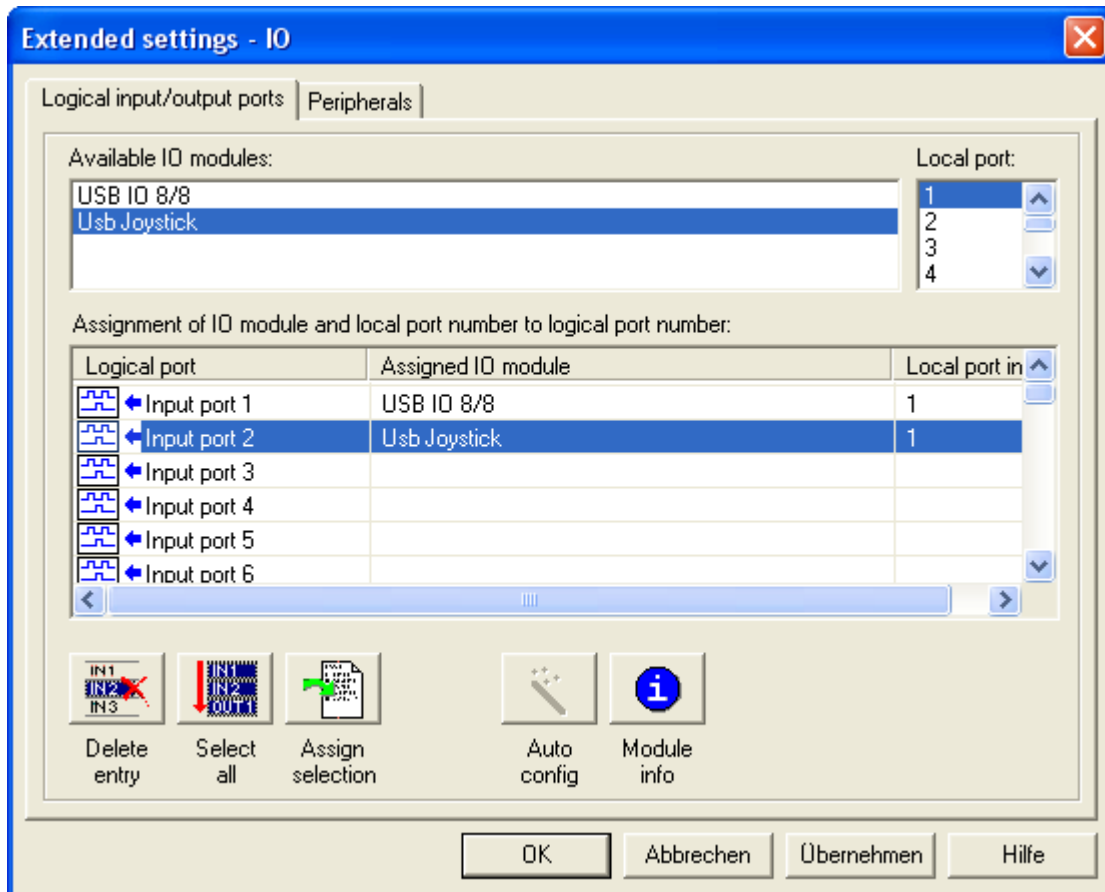 Extended settings - IO
Logical input/output ports
Peripherals
Available IO modules:
Local port:
USB IO 8/8
Usb Joystick
1
2
3
4
Assignment of IO module and local port number to logical port number:
Logical port
Assigned IO module
Local port in
Input port 1
USB IO 8/8
1
Input port 2
Usb Joystick
1
Input port 3
Input port 4
Input port 5
Input port 6
IN1
IN2
IN3
IN1
IN2
OUT1
Delete
entry
Select
all
Assign
selection
Auto
config
Module
info
OK
Abbrechen
Übernehmen
Hilfe